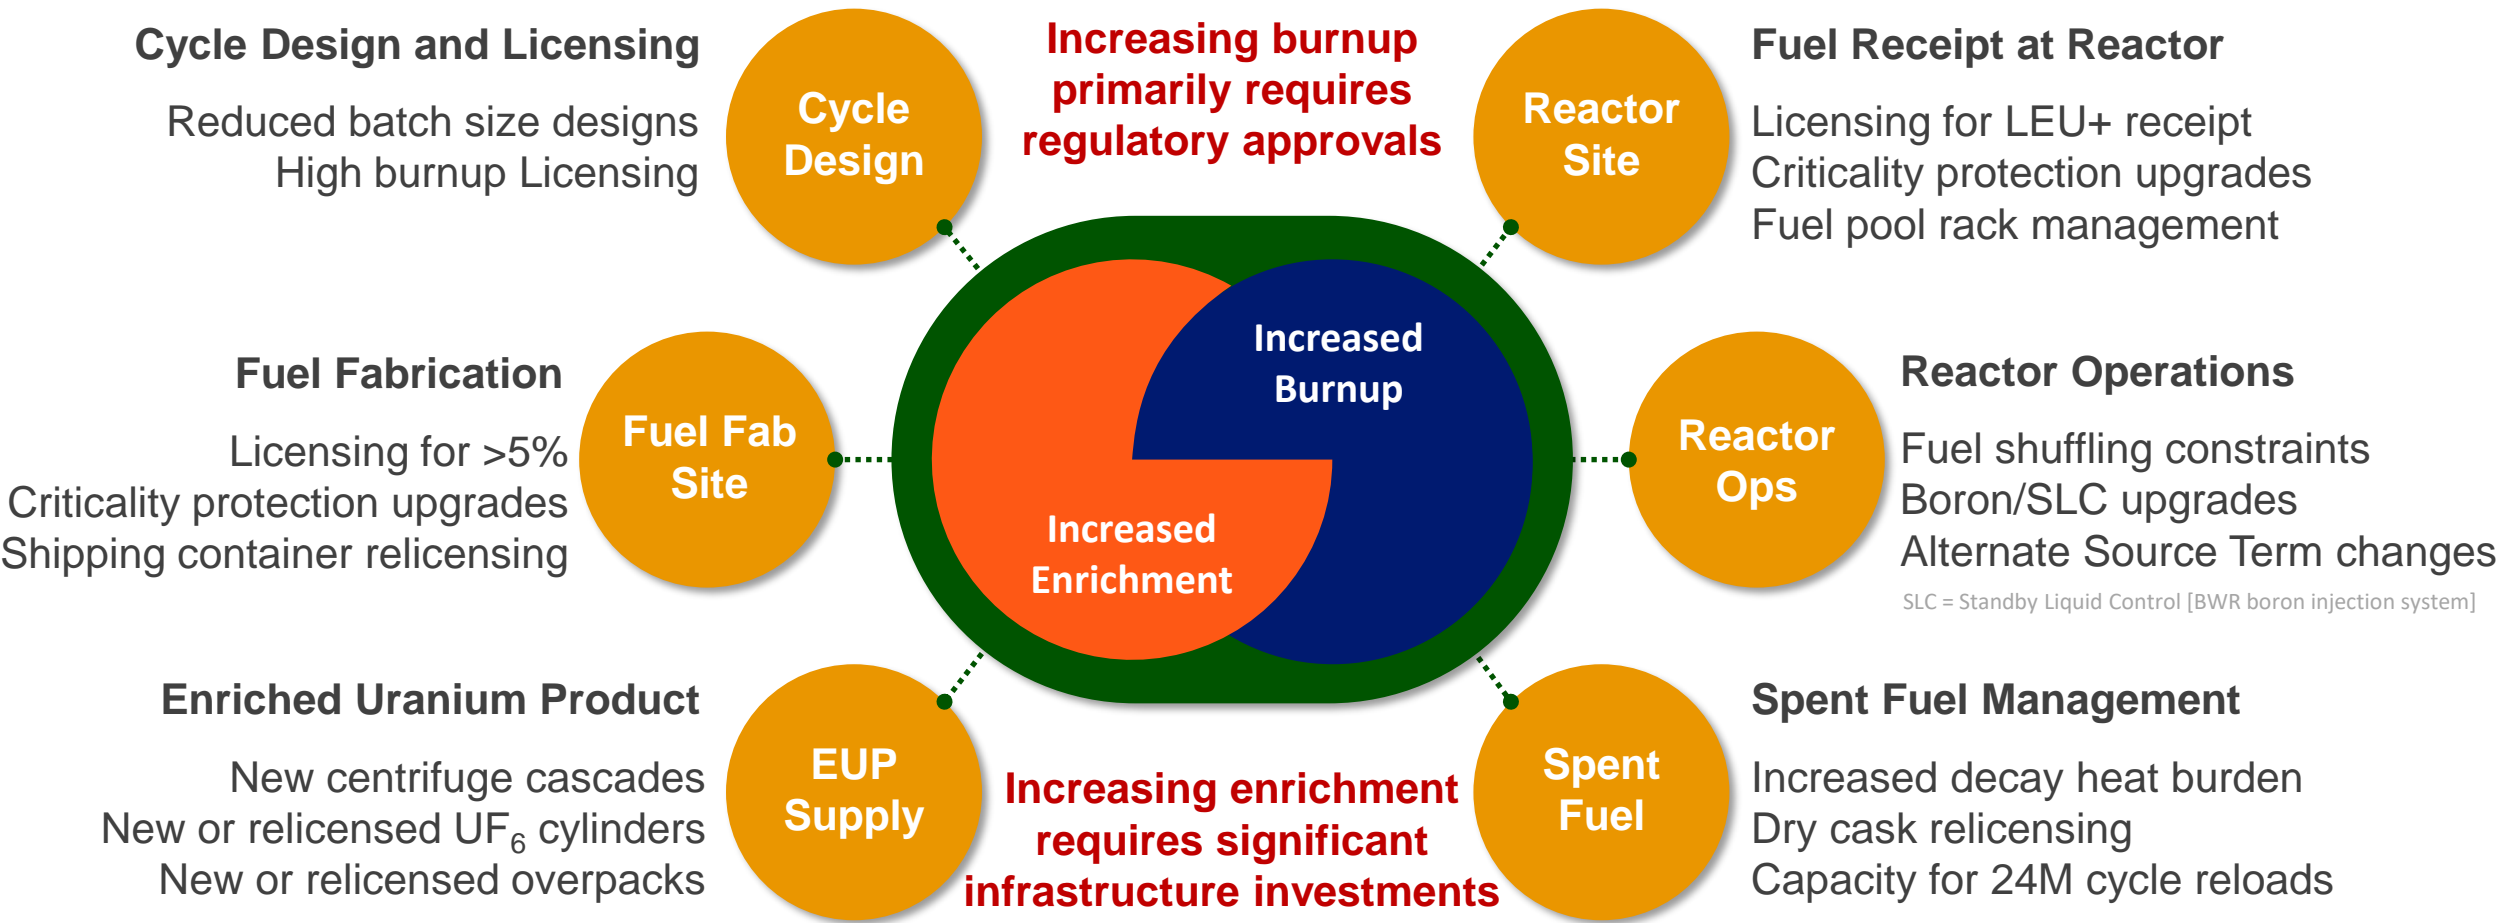 Cycle Design and Licensing
Reduced batch size designs
High burnup Licensing
Cycle
Design
Increasing burnup
primarily requires
regulatory approvals
Reactor
Site
Fuel Receipt at Reactor
Licensing for LEU+ receipt
Criticality protection upgrades
Fuel pool rack management
Fuel Fabrication
Licensing for >5%
Criticality protection upgrades
Shipping container relicensing
Fuel Fab
Site
Increased
Burnup
Increased
Enrichment
Reactor
Ops
Reactor Operations
Fuel shuffling constraints
Boron/SLC upgrades
Alternate Source Term changes
SLC = Standby Liquid Control [BWR boron injection system]
Enriched Uranium Product
New centrifuge cascades
New or relicensed UF₆ cylinders
New or relicensed overpacks
EUP
Supply
Increasing enrichment
requires significant
infrastructure investments
Spent
Fuel
Spent Fuel Management
Increased decay heat burden
Dry cask relicensing
Capacity for 24M cycle reloads